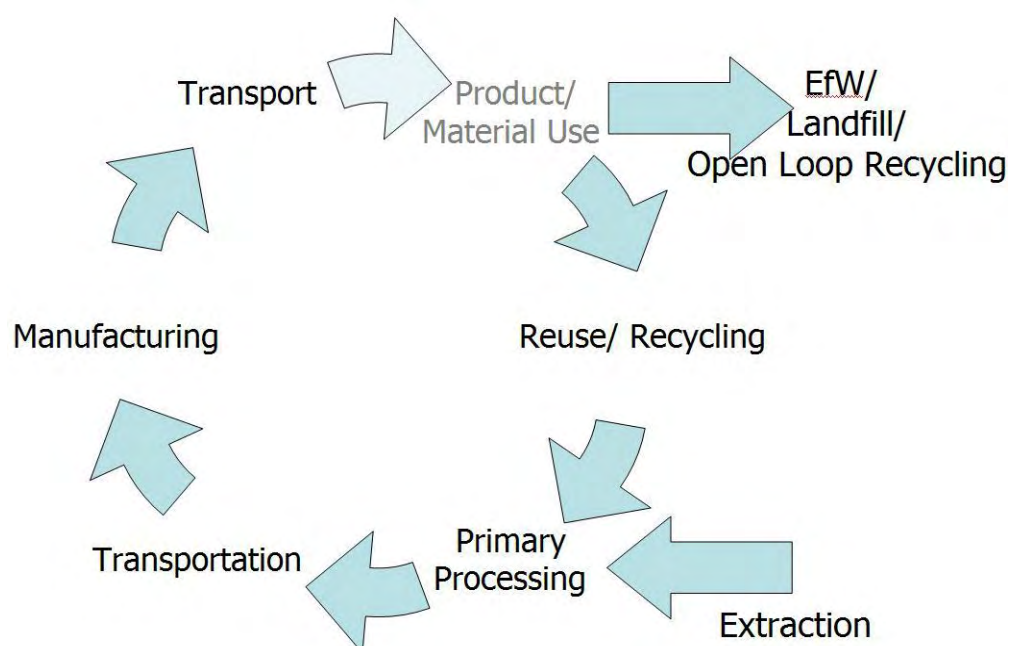 Transport
Product/
Material Use
EfW/
Landfill/
Open Loop Recycling
Manufacturing
Reuse/ Recycling
Transportation
Primary
Processing
Extraction